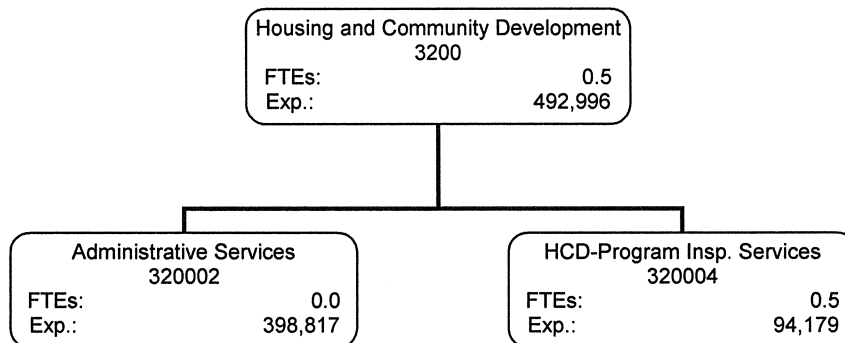 Housing and Community Development
3200
FTEs: 0.5
Exp.: 492,996
Administrative Services
320002
FTEs: 0.0
Exp.: 398,817
HCD-Program Insp. Services
320004
FTEs: 0.5
Exp.: 94,179